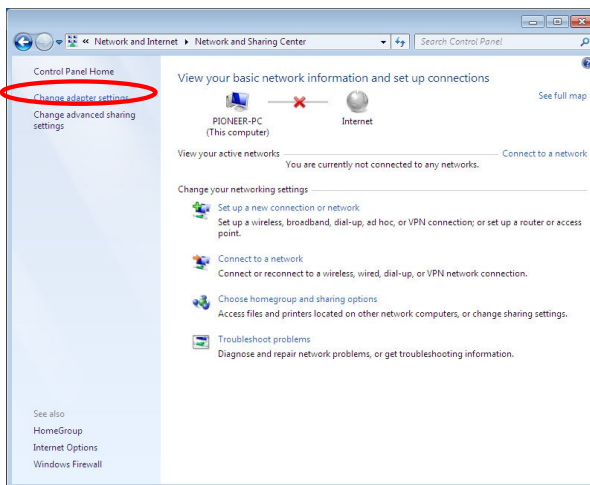 « Network and Internet ▸ Network and Sharing Center
Search Control Panel
Control Panel Home
Change adapter settings
Change advanced sharing
settings
View your basic network information and set up connections
See full map
PIONEER-PC
(This computer)
Internet
View your active networks
Connect to a network
You are currently not connected to any networks.
Change your networking settings
Set up a new connection or network
Set up a wireless, broadband, dial-up, ad hoc, or VPN connection; or set up a router or access
point.
Connect to a network
Connect or reconnect to a wireless, wired, dial-up, or VPN network connection.
Choose homegroup and sharing options
Access files and printers located on other network computers, or change sharing settings.
Troubleshoot problems
Diagnose and repair network problems, or get troubleshooting information.
See also
HomeGroup
Internet Options
Windows Firewall